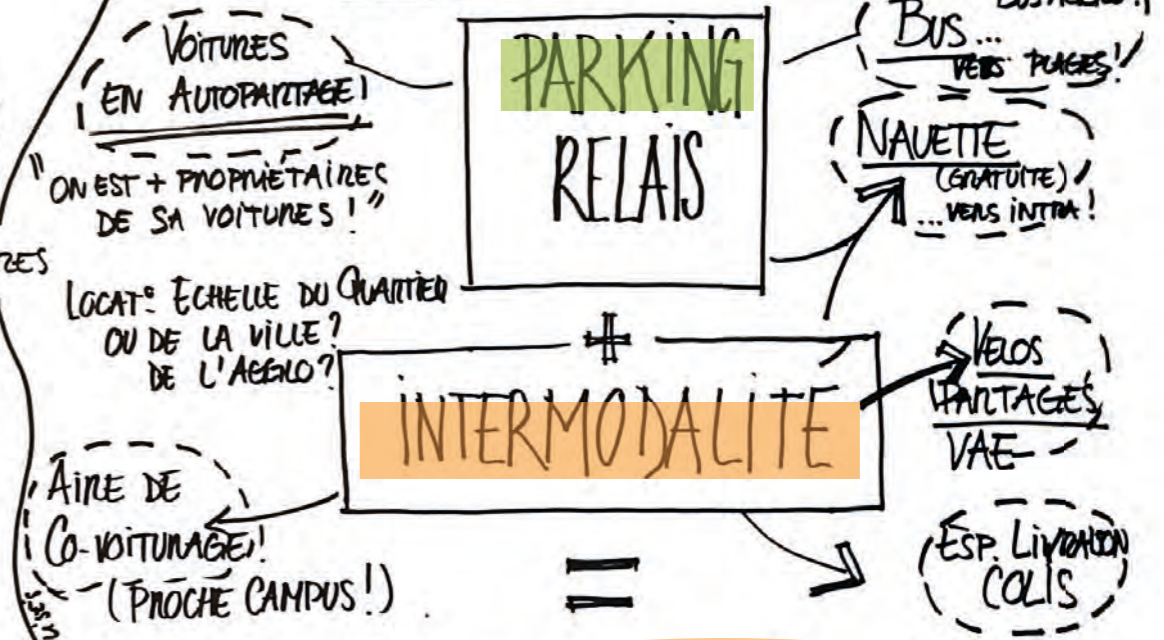 VOITURES
EN AUTOPARTAGE!
"ON EST + PROPRIÉTAIRES
DE SA VOITURES !"
LOCAT° ECHELLE DU QUARTIER
OU DE LA VILLE?
DE L'AGGLO?
AIRE DE
CO-VOITURAGE!
(PROCHE CAMPUS!)
PARKING
RELAIS
+
INTERMODALITE
=
BUS...
VERS PLAGES!
NAUETTE
(GRATUITE)
... VERS INTRA !
VELOS
PARTAGES
VAE
ESP. LIVRAISON
COLIS